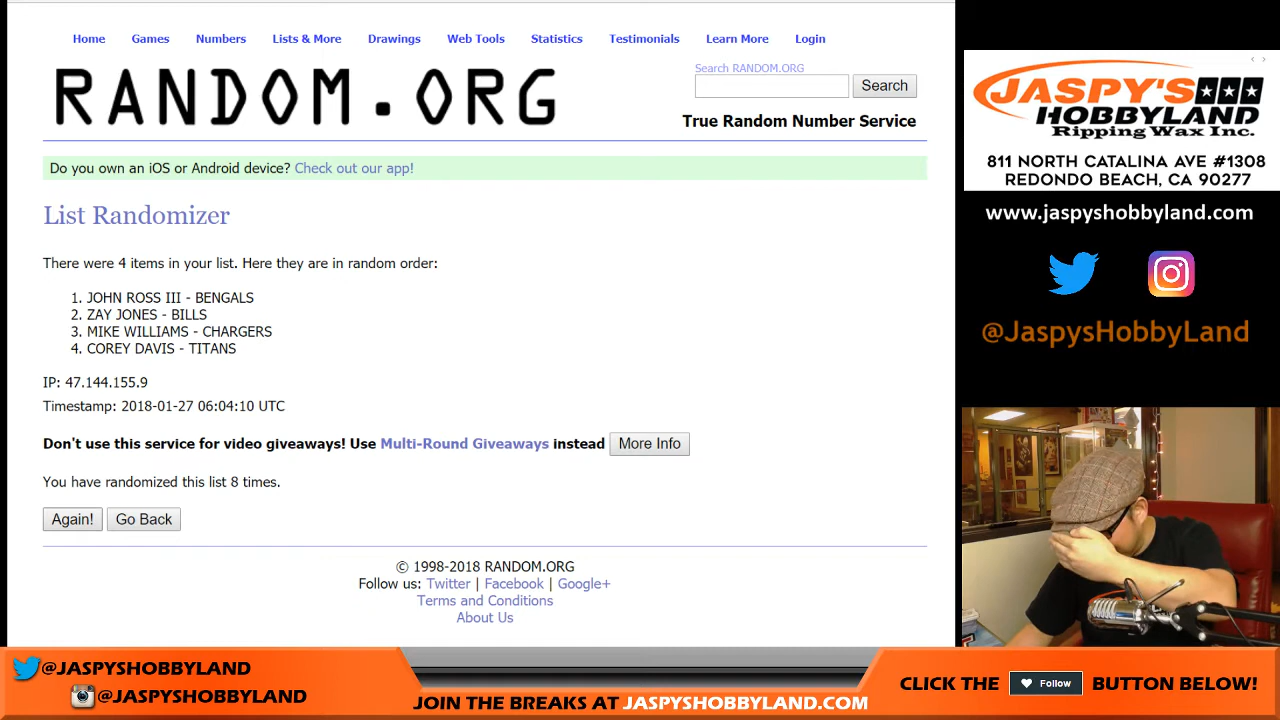 Home Games Numbers Lists & More Drawings Web Tools Statistics Testimonials Learn More Login
RANDOM.ORG
Search RANDOM.ORG
Search
True Random Number Service
Do you own an iOS or Android device? Check out our app!
List Randomizer
There were 4 items in your list. Here they are in random order:
1. JOHN ROSS III - BENGALS
2. ZAY JONES - BILLS
3. MIKE WILLIAMS - CHARGERS
4. COREY DAVIS - TITANS
IP: 47.144.155.9
Timestamp: 2018-01-27 06:04:10 UTC
Don't use this service for video giveaways! Use Multi-Round Giveaways instead More Info
You have randomized this list 8 times.
Again! Go Back
© 1998-2018 RANDOM.ORG
Follow us: Twitter | Facebook | Google+
Terms and Conditions
About Us
JASPY'S
HOBBYLAND
Ripping Wax Inc.
811 NORTH CATALINA AVE #1308
REDONDO BEACH, CA 90277
www.jaspyshobbyland.com
@JaspysHobbyLand
@JASPYSHOBBYLAND
@JASPYSHOBBYLAND
JOIN THE BREAKS AT JASPYSHOBBYLAND.COM
CLICK THE Follow BUTTON BELOW!